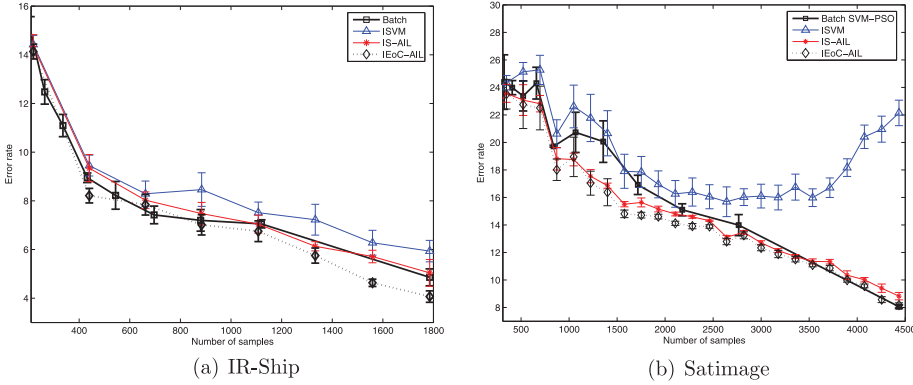 16
14
12
10
8
6
4
Error rate
400
600
800
1000
1200
1400
1600
1800
Number of samples
Batch
ISVM
IS−AIL
IEoC−AIL
(a) IR-Ship
30
28
26
24
22
20
18
16
14
12
10
8
Error rate
500
1000
1500
2000
2500
3000
3500
4000
4500
Number of samples
Batch SVM−PSO
ISVM
IS−AIL
IEoC−AIL
(b) Satimage